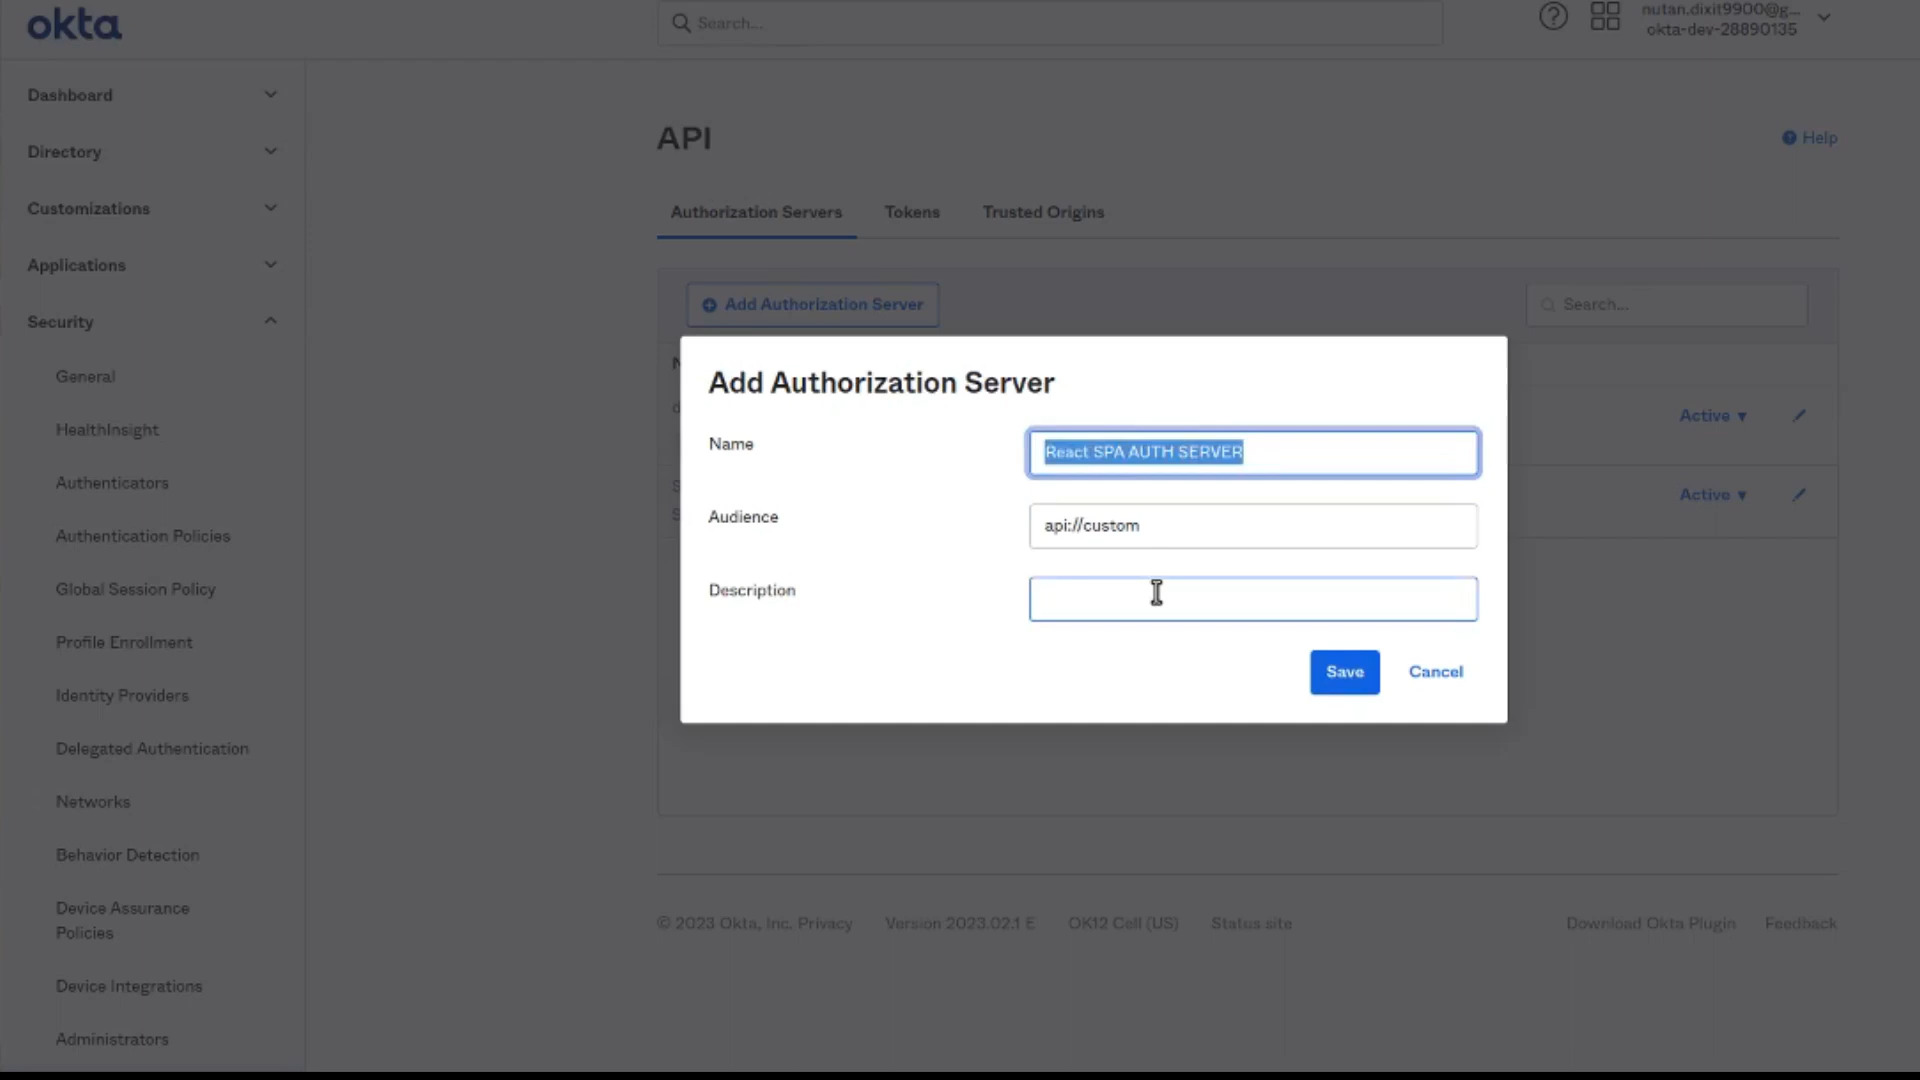 okta
Search...
nutan.dixit9900@g...
okta-dev-28890135
Dashboard
Directory
Customizations
Applications
Security
General
HealthInsight
Authenticators
Authentication Policies
Global Session Policy
Profile Enrollment
Identity Providers
Delegated Authentication
Networks
Behavior Detection
Device Assurance
Policies
Device Integrations
Administrators
API
Help
Authorization Servers
Tokens
Trusted Origins
Add Authorization Server
Search...
Active
Active
Add Authorization Server
Name
React SPA AUTH SERVER
Audience
api://custom
Description
Save
Cancel
© 2023 Okta, Inc. Privacy
Version 2023.02.1 E
OK12 Cell (US)
Status site
Download Okta Plugin
Feedback